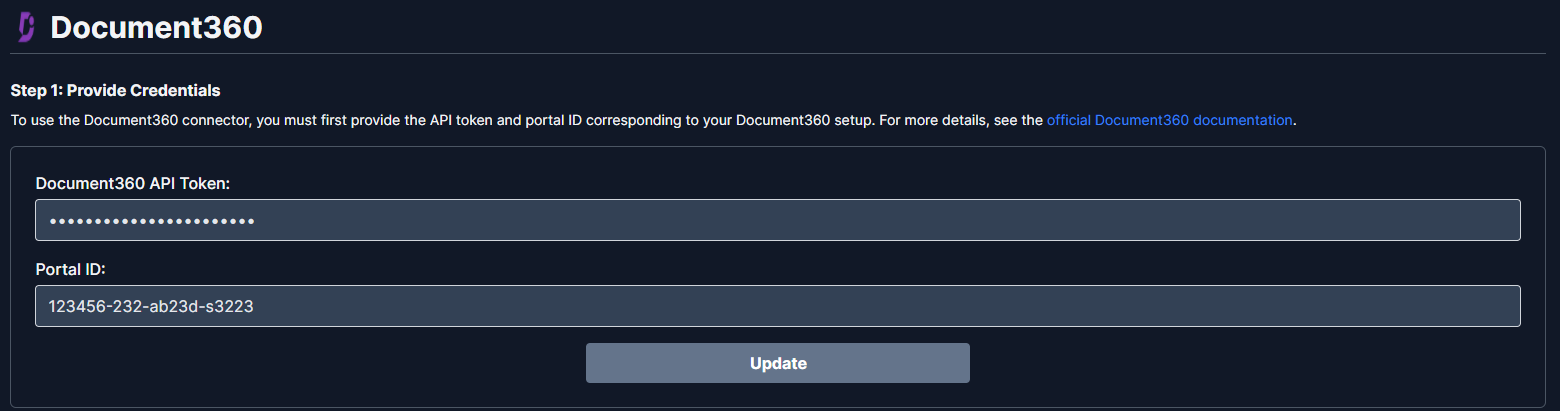 Document360
Step 1: Provide Credentials
To use the Document360 connector, you must first provide the API token and portal ID corresponding to your Document360 setup. For more details, see the official Document360 documentation.
Document360 API Token:
•••••••••••••••••••••••
Portal ID:
123456-232-ab23d-s3223
Update